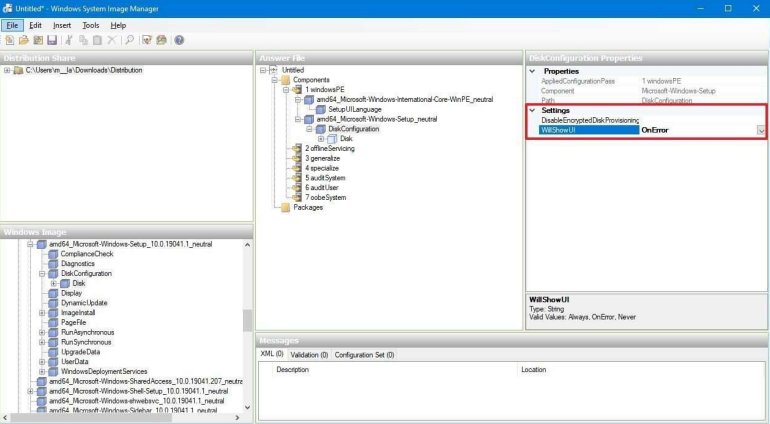 Untitled* - Windows System Image Manager
File Edit Insert Tools Help
Distribution Share
C:\Users\m__la\Downloads\Distribution
Windows Image
amd64_Microsoft-Windows-Setup_10.0.19041.1_neutral
ComplianceCheck
Diagnostics
DiskConfiguration
Disk
Display
DynamicUpdate
ImageInstall
PageFile
RunAsynchronous
RunSynchronous
UpgradeData
UserData
WindowsDeploymentServices
amd64_Microsoft-Windows-SharedAccess_10.0.19041.207_neutra
amd64_Microsoft-Windows-Shell-Setup_10.0.19041.1_neutral
amd64_Microsoft-Windows-shwebsvc_10.0.19041.1_neutral
amd64_Microsoft-Windows-Sidebar_10.0.19041.1_neutral
Answer File
Untitled
Components
1 windowsPE
amd64_Microsoft-Windows-International-Core-WinPE_neutral
SetupUILanguage
amd64_Microsoft-Windows-Setup_neutral
DiskConfiguration
Disk
2 offlineServicing
3 generalize
4 specialize
5 auditSystem
6 auditUser
7 oobeSystem
Packages
DiskConfiguration Properties
Properties
AppliedConfigurationPass 1 windowsPE
Component Microsoft-Windows-Setup
Path DiskConfiguration
Settings
DisableEncryptedDiskProvisioning
WillShowUI OnError
WillShowUI
Type: String
Valid Values: Always, OnError, Never
Messages
XML (0) Validation (0) Configuration Set (0)
Description Location